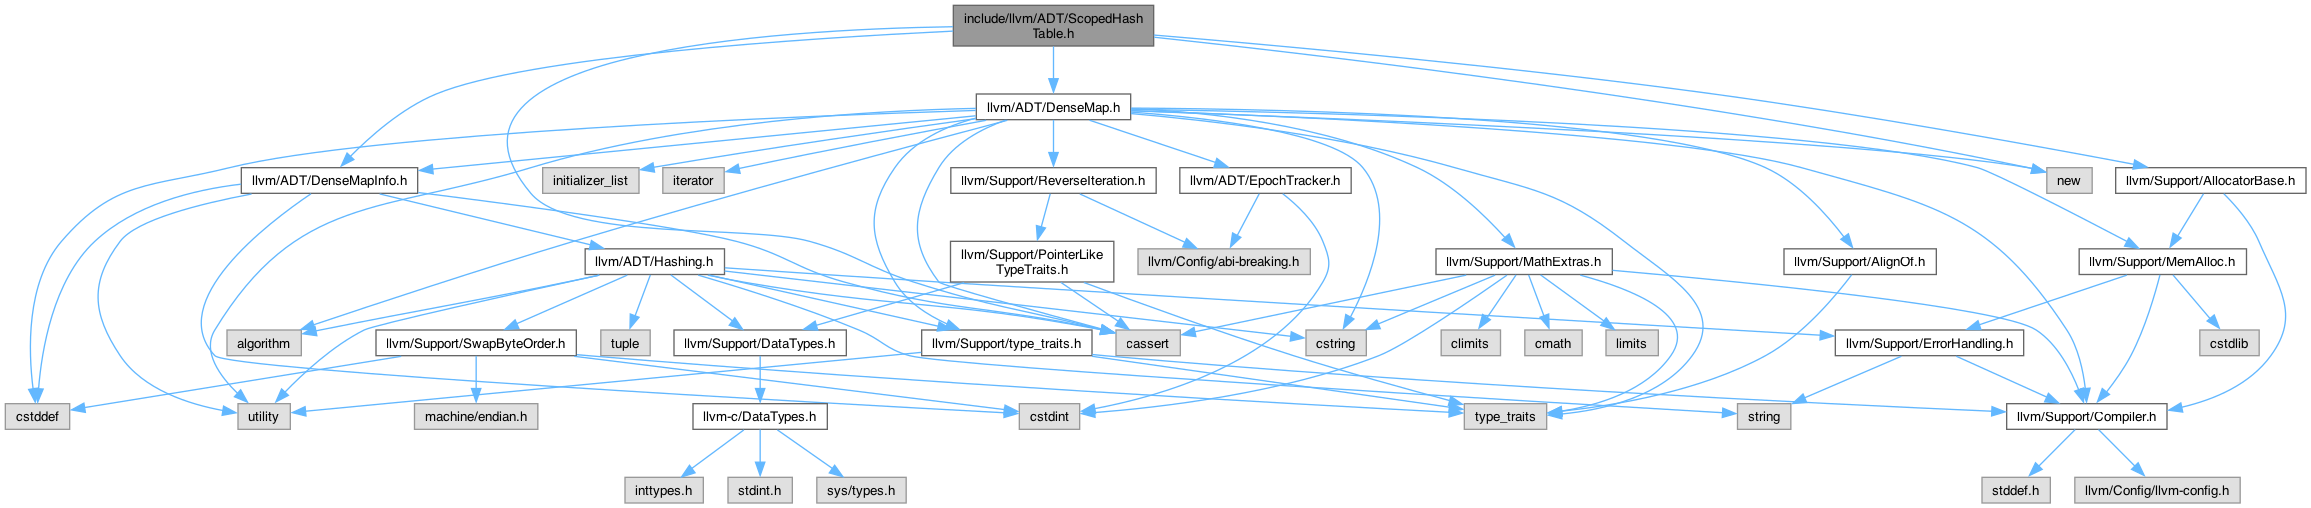 include/llvm/ADT/ScopedHash
Table.h
llvm/ADT/DenseMap.h
llvm/ADT/DenseMapInfo.h
initializer_list
iterator
llvm/Support/ReverseIteration.h
llvm/ADT/EpochTracker.h
new
llvm/Support/AllocatorBase.h
llvm/ADT/Hashing.h
llvm/Support/PointerLike
TypeTraits.h
llvm/Config/abi-breaking.h
llvm/Support/MathExtras.h
llvm/Support/AlignOf.h
llvm/Support/MemAlloc.h
algorithm
llvm/Support/SwapByteOrder.h
tuple
llvm/Support/DataTypes.h
llvm/Support/type_traits.h
cassert
cstring
climits
cmath
limits
llvm/Support/ErrorHandling.h
cstdlib
cstddef
utility
machine/endian.h
llvm-c/DataTypes.h
cstdint
type_traits
string
llvm/Support/Compiler.h
inttypes.h
stdint.h
sys/types.h
stddef.h
llvm/Config/llvm-config.h